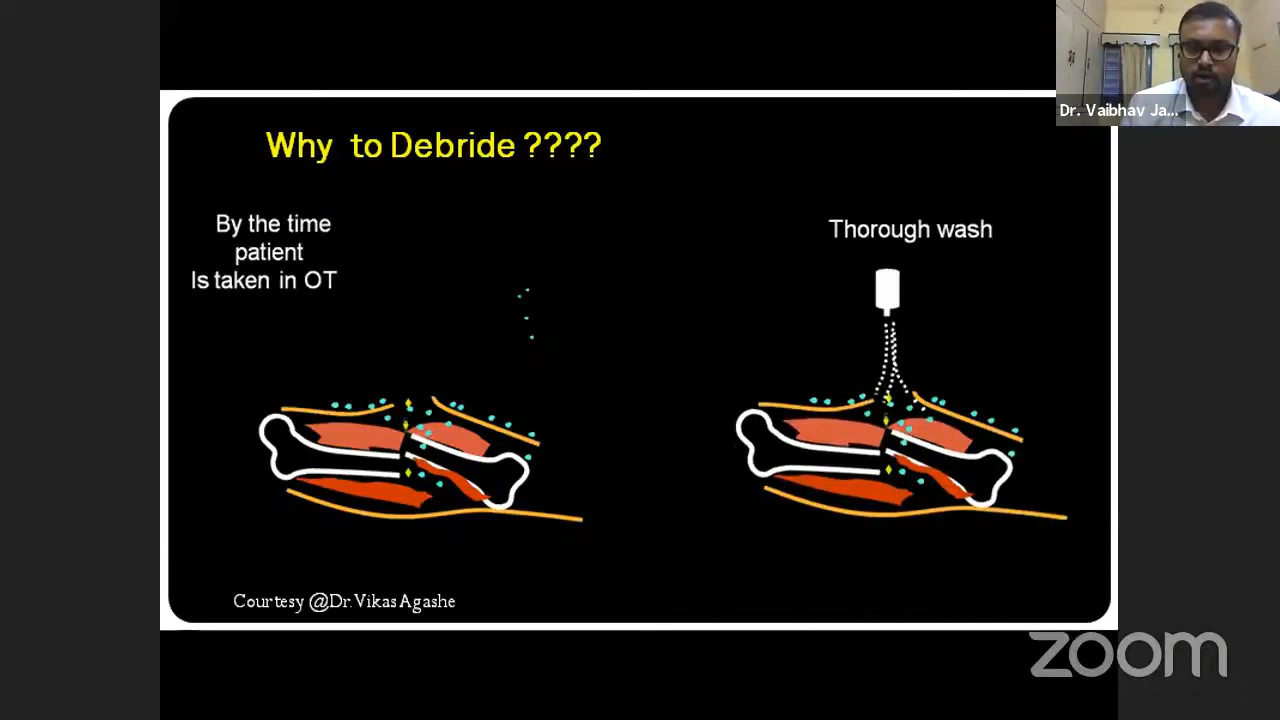 Dr. Vaibhav Ja...
Why to Debride ????
By the time
patient
Is taken in OT
Thorough wash
Courtesy @Dr.Vikas Agashe
zoom